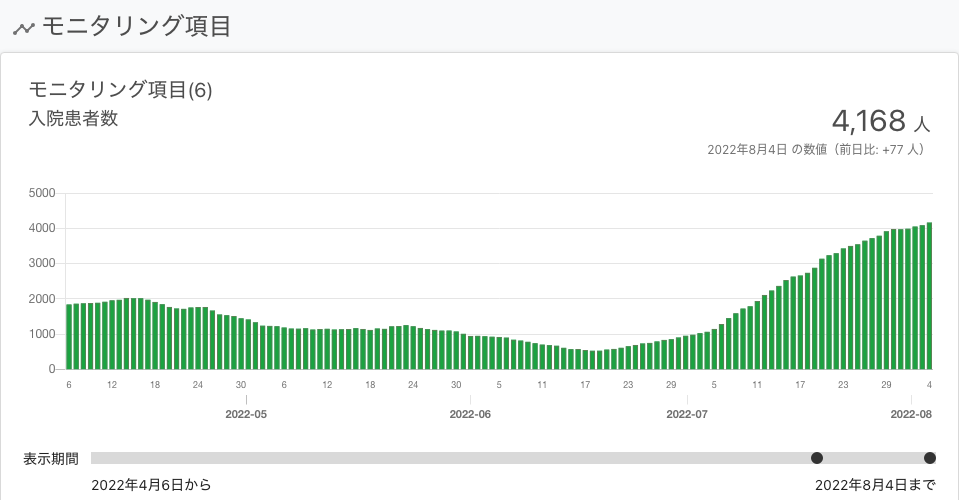 モニタリング項目
モニタリング項目(6)
入院患者数
4,168 人
2022年8月4日 の数値（前日比: +77 人）
5000
4000
3000
2000
1000
0
6 12 18 24 30 6 12 18 24 30 5 11 17 23 29 5 11 17 23 29 4
2022-05 2022-06 2022-07 2022-08
表示期間
2022年4月6日から 2022年8月4日まで